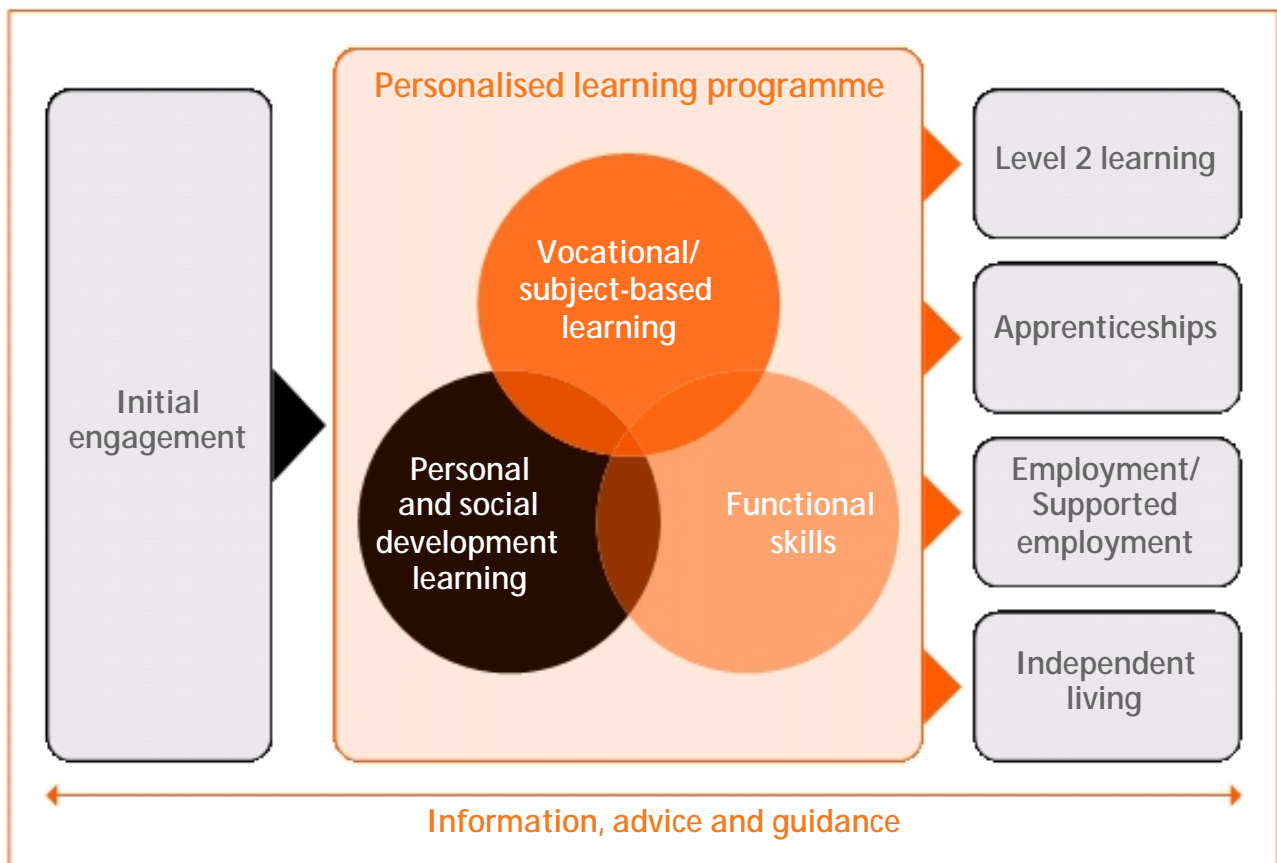 Personalised learning programme
Initial
engagement
Vocational/
subject-based
learning
Personal
and social
development
learning
Functional
skills
Level 2 learning
Apprenticeships
Employment/
Supported
employment
Independent
living
Information, advice and guidance